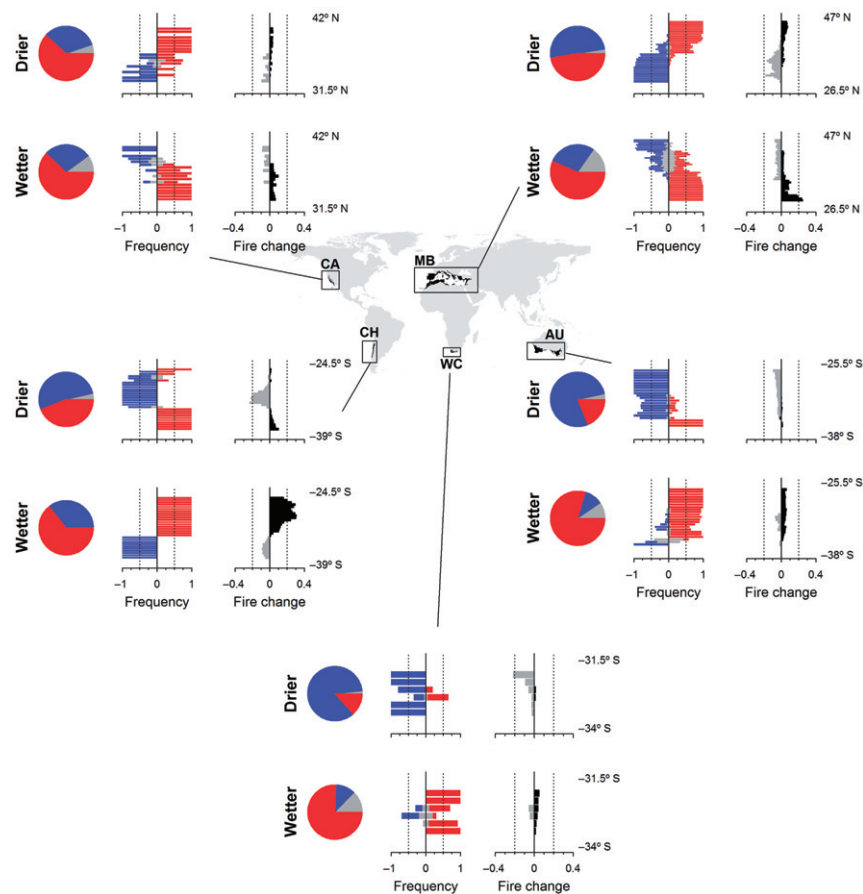 42º N
Drier
31.5º N
42º N
Wetter
31.5º N
−1 0 1
−0.4 0 0.4
Frequency Fire change
47º N
Drier
26.5º N
47º N
Wetter
26.5º N
−1 0 1
−0.4 0 0.4
Frequency Fire change
CA
MB
CH
WC
AU
−24.5º S
Drier
−39º S
−24.5º S
Wetter
−39º S
−1 0 1
−0.4 0 0.4
Frequency Fire change
−25.5º S
Drier
−38º S
−25.5º S
Wetter
−38º S
−1 0 1
−0.4 0 0.4
Frequency Fire change
−31.5º S
Drier
−34º S
−31.5º S
Wetter
−34º S
−1 0 1
−0.4 0 0.4
Frequency Fire change